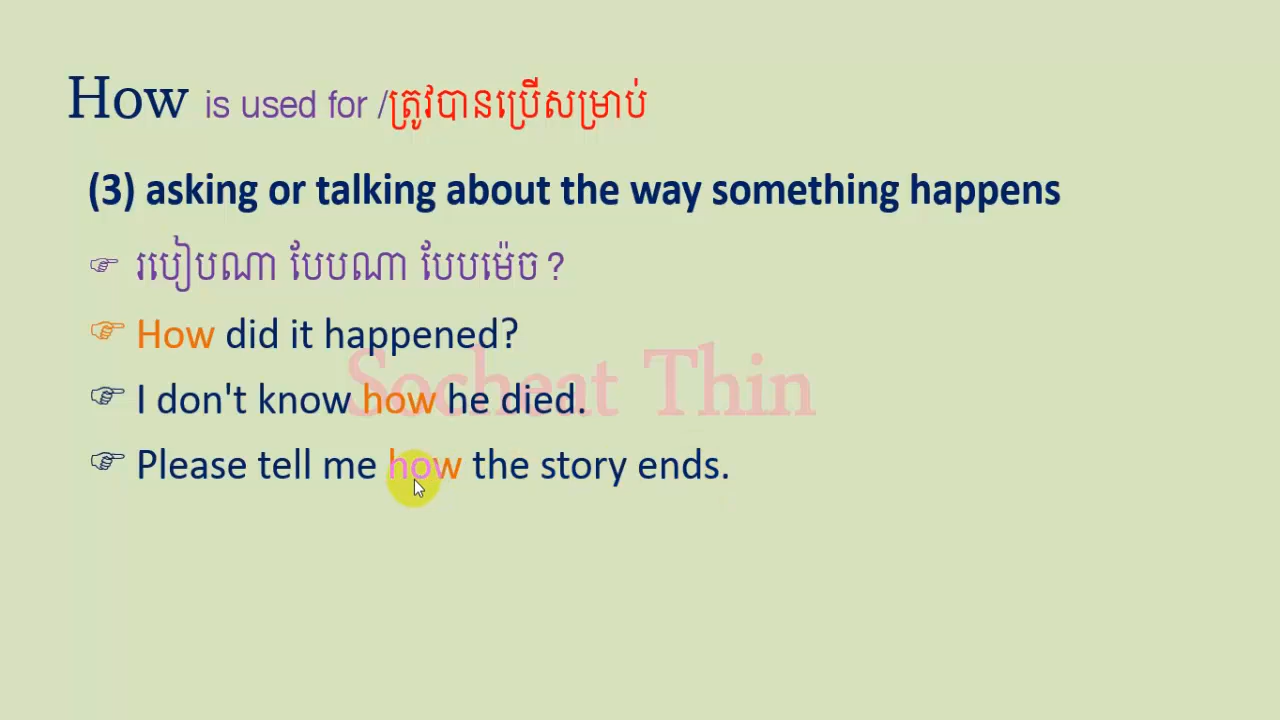 How is used for /ត្រូវបានប្រើសម្រាប់
(3) asking or talking about the way something happens
☞ របៀបណា បែបណា បែបម៉េច ?
☞ How did it happened?
Socheat Thin
☞ I don't know how he died.
☞ Please tell me how the story ends.